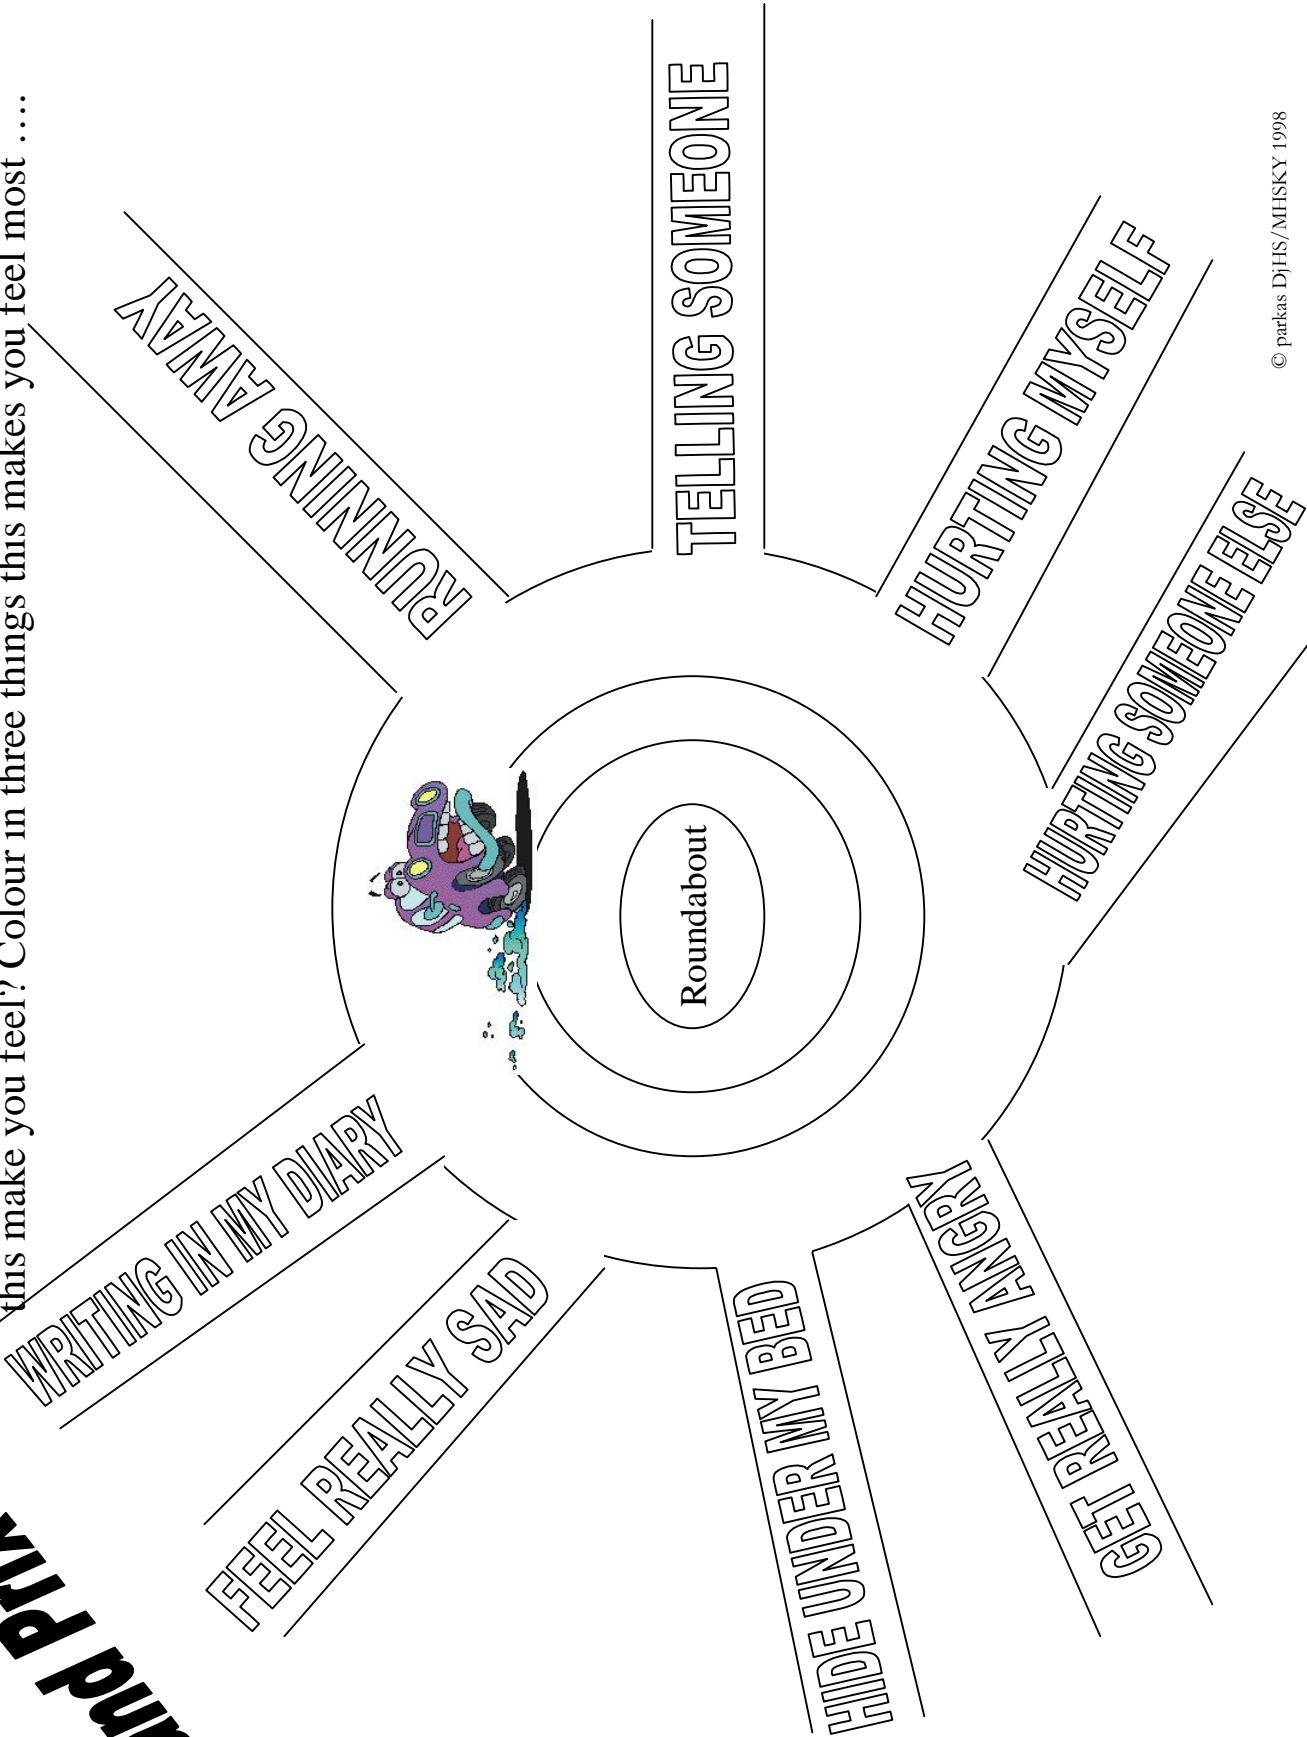 nd Prix
this make you feel? Colour in three things this makes you feel most …..
WRITING IN MY DIARY
RUNNING AWAY
FEEL REALLY SAD
TELLING SOMEONE
Roundabout
HIDE UNDER MY BED
HURTING MYSELF
GET REALLY ANGRY
HURTING SOMEONE ELSE
© parkas DjHS/MHSKY 1998